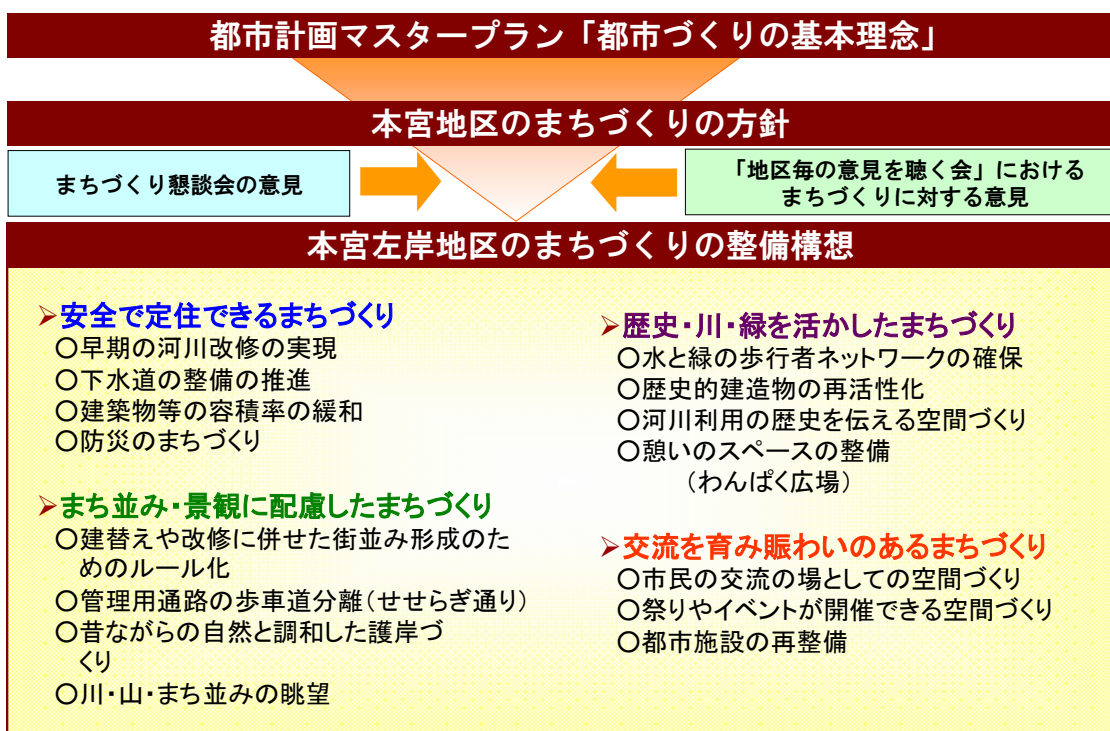 都市計画マスタープラン「都市づくりの基本理念」
本宮地区のまちづくりの方針
まちづくり懇談会の意見
「地区毎の意見を聴く会」における
まちづくりに対する意見
本宮左岸地区のまちづくりの整備構想
➢安全で定住できるまちづくり
○早期の河川改修の実現
○下水道の整備の推進
○建築物等の容積率の緩和
○防災のまちづくり
➢まち並み・景観に配慮したまちづくり
○建替えや改修に併せた街並み形成のた
めのルール化
○管理用通路の歩車道分離（せせらぎ通り）
○昔ながらの自然と調和した護岸づ
くり
○川・山・まち並みの眺望
➢歴史・川・緑を活かしたまちづくり
○水と緑の歩行者ネットワークの確保
○歴史的建造物の再活性化
○河川利用の歴史を伝える空間づくり
○憩いのスペースの整備
（わんぱく広場）
➢交流を育み賑わいのあるまちづくり
○市民の交流の場としての空間づくり
○祭りやイベントが開催できる空間づくり
○都市施設の再整備